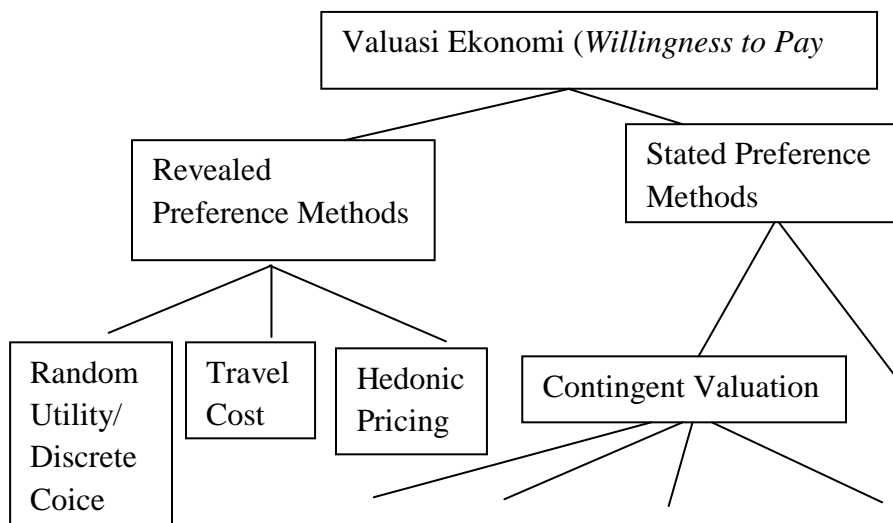 Valuasi Ekonomi (Willingness to Pay
Revealed
Preference Methods
Stated Preference
Methods
Random
Utility/
Discrete
Coice
Travel
Cost
Hedonic
Pricing
Contingent Valuation